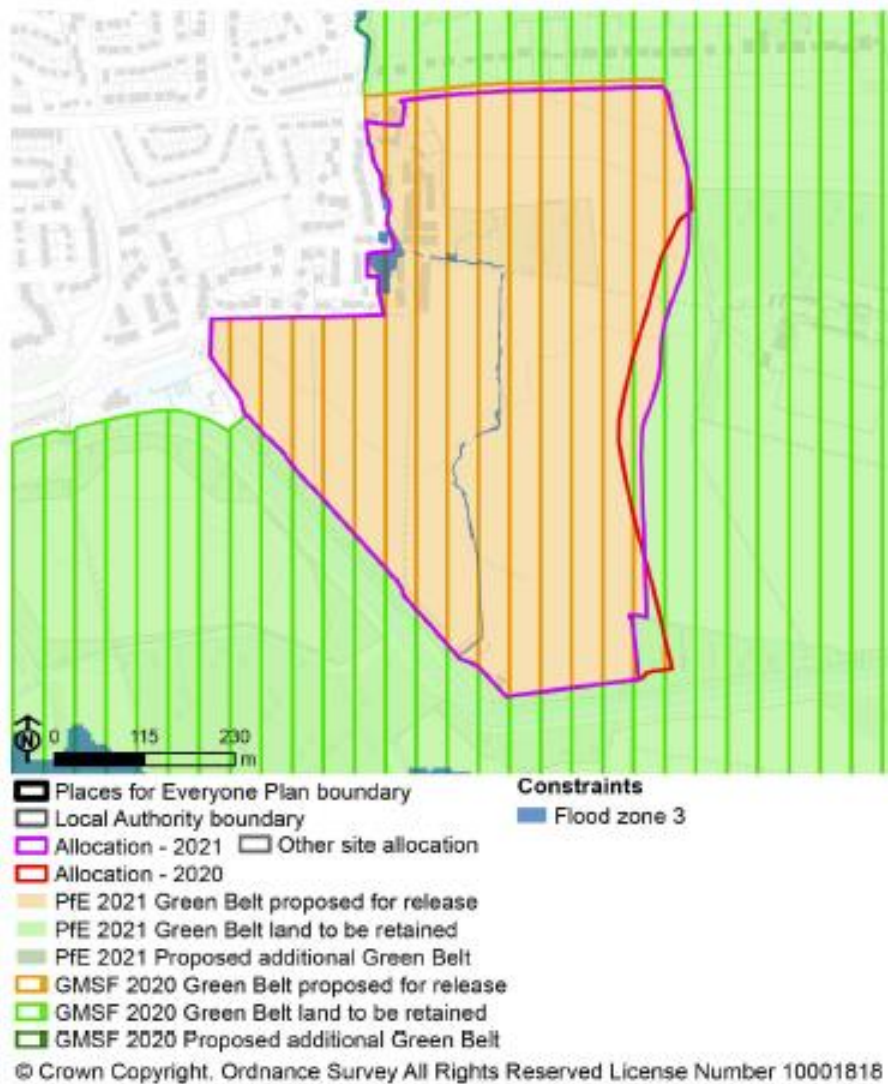 N
0 115 230
m
Places for Everyone Plan boundary
Local Authority boundary
Allocation - 2021 Other site allocation
Allocation - 2020
PfE 2021 Green Belt proposed for release
PfE 2021 Green Belt land to be retained
PfE 2021 Proposed additional Green Belt
GMSF 2020 Green Belt proposed for release
GMSF 2020 Green Belt land to be retained
GMSF 2020 Proposed additional Green Belt
Constraints
Flood zone 3
© Crown Copyright. Ordnance Survey All Rights Reserved License Number 10001818